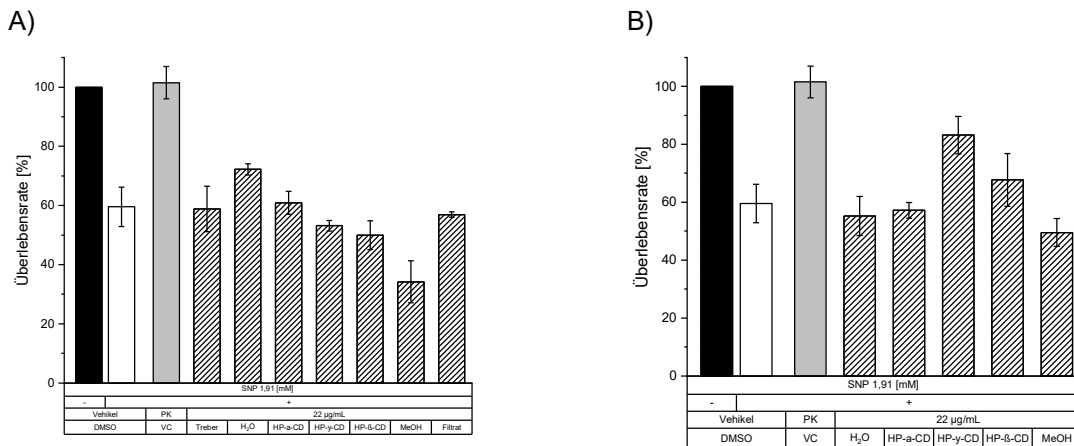 A)
Überlebensrate [%]
100
80
60
40
20
0
SNP 1,91 [mM]
- +
Vehikel PK 22 µg/mL
DMSO VC Treber H₂O HP-a-CD HP-y-CD HP-ß-CD MeOH Filtrat
B)
Überlebensrate [%]
100
80
60
40
20
0
SNP 1,91 [mM]
- +
Vehikel PK 22 µg/mL
DMSO VC H₂O HP-a-CD HP-y-CD HP-ß-CD MeOH